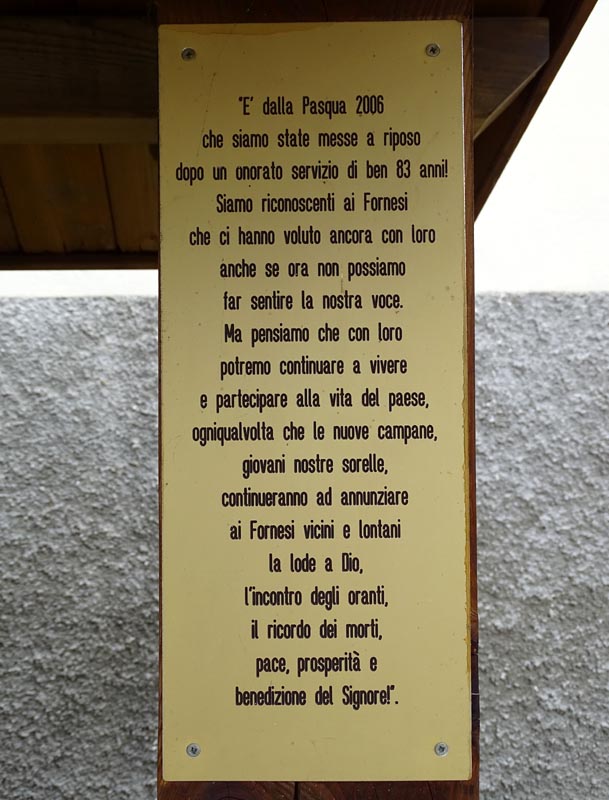 "E' dalla Pasqua 2006
che siamo state messe a riposo
dopo un onorato servizio di ben 83 anni!
Siamo riconoscenti ai Fornesi
che ci hanno voluto ancora con loro
anche se ora non possiamo
far sentire la nostra voce.
Ma pensiamo che con loro
potremo continuare a vivere
e partecipare alla vita del paese,
ogniqualvolta che le nuove campane,
giovani nostre sorelle,
continueranno ad annunziare
ai Fornesi vicini e lontani
la lode a Dio,
l'incontro degli oranti,
il ricordo dei morti,
pace, prosperità e
benedizione del Signore!".